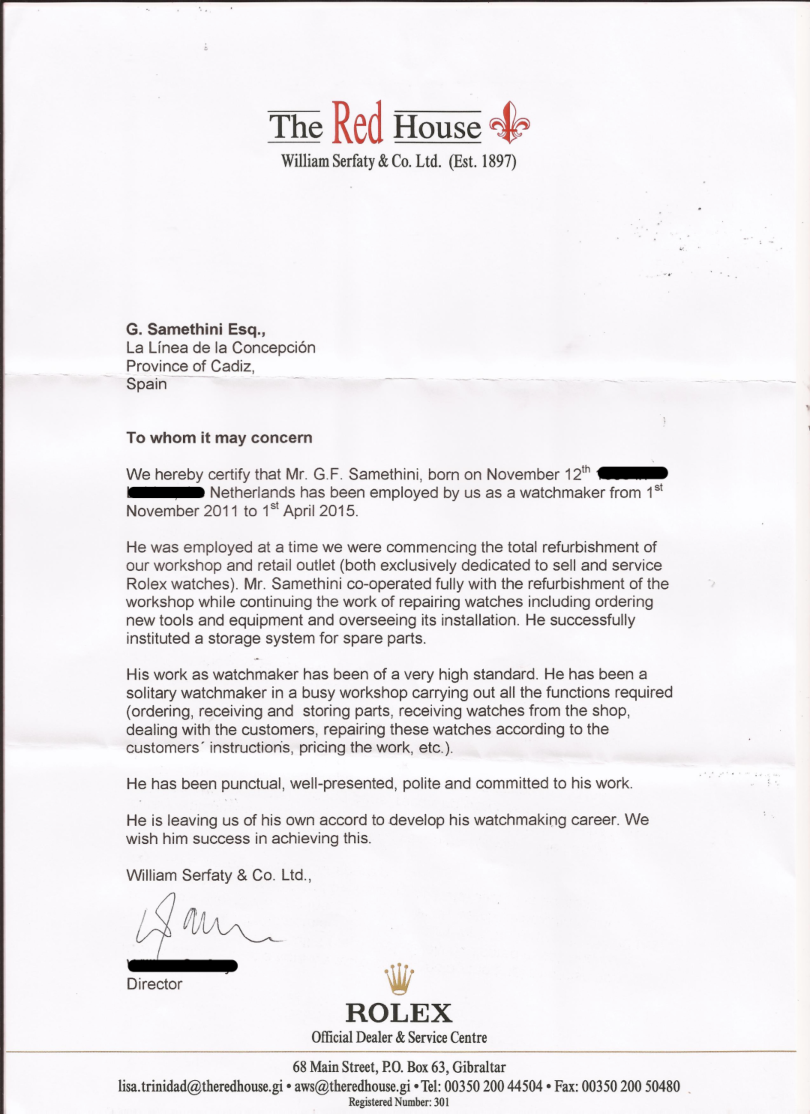 The Red House
William Serfaty & Co. Ltd. (Est. 1897)
G. Samethini Esq.,
La Línea de la Concepción
Province of Cadiz,
Spain
To whom it may concern
We hereby certify that Mr. G.F. Samethini, born on November 12th
Netherlands has been employed by us as a watchmaker from 1st
November 2011 to 1st April 2015.
He was employed at a time we were commencing the total refurbishment of
our workshop and retail outlet (both exclusively dedicated to sell and service
Rolex watches). Mr. Samethini co-operated fully with the refurbishment of the
workshop while continuing the work of repairing watches including ordering
new tools and equipment and overseeing its installation. He successfully
instituted a storage system for spare parts.
His work as watchmaker has been of a very high standard. He has been a
solitary watchmaker in a busy workshop carrying out all the functions required
(ordering, receiving and  storing parts, receiving watches from the shop,
dealing with the customers, repairing these watches according to the
customers´ instructions, pricing the work, etc.).
He has been punctual, well-presented, polite and committed to his work.
He is leaving us of his own accord to develop his watchmaking career. We
wish him success in achieving this.
William Serfaty & Co. Ltd.,
Director
ROLEX
Official Dealer & Service Centre
68 Main Street, P.O. Box 63, Gibraltar
lisa.trinidad@theredhouse.gi • aws@theredhouse.gi • Tel: 00350 200 44504 • Fax: 00350 200 50480
Registered Number: 301